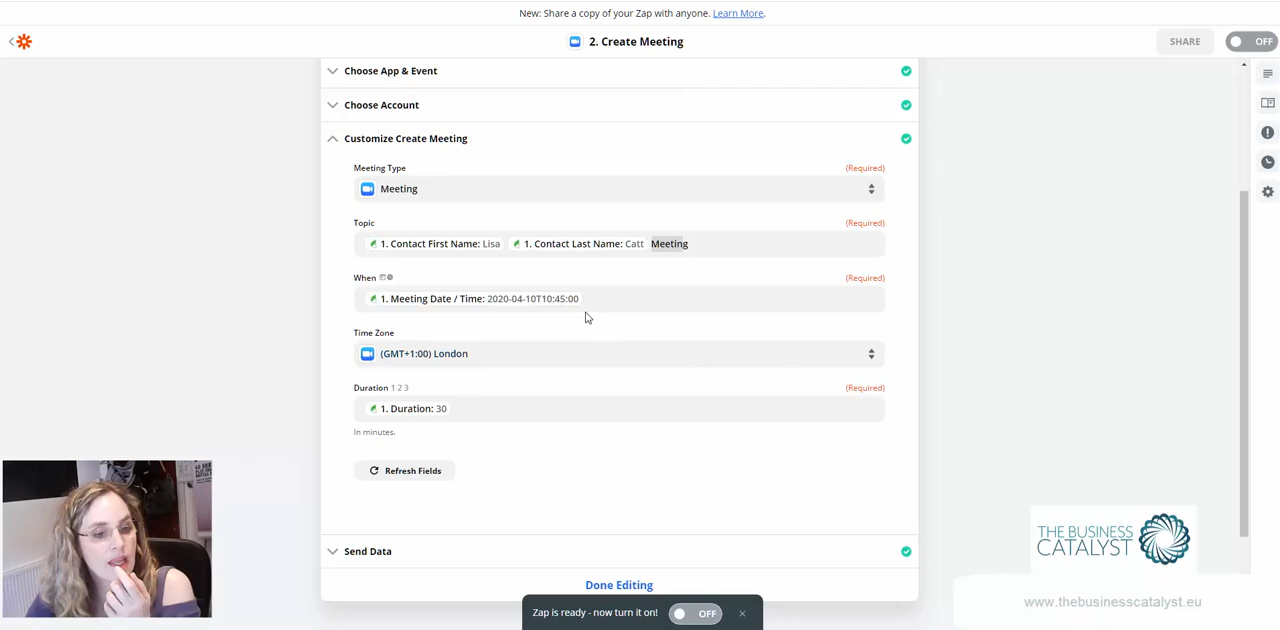 New: Share a copy of your Zap with anyone. Learn More.
2. Create Meeting
SHARE
OFF
Choose App & Event
Choose Account
Customize Create Meeting
Meeting Type
(Required)
Meeting
Topic
(Required)
1. Contact First Name: Lisa 1. Contact Last Name: Catt Meeting
When
(Required)
1. Meeting Date / Time: 2020-04-10T10:45:00
Time Zone
(GMT+1:00) London
Duration 1 2 3
(Required)
1. Duration: 30
In minutes.
Refresh Fields
Send Data
Done Editing
Zap is ready - now turn it on! OFF ×
THE BUSINESS
CATALYST
www.thebusinesscatalyst.eu